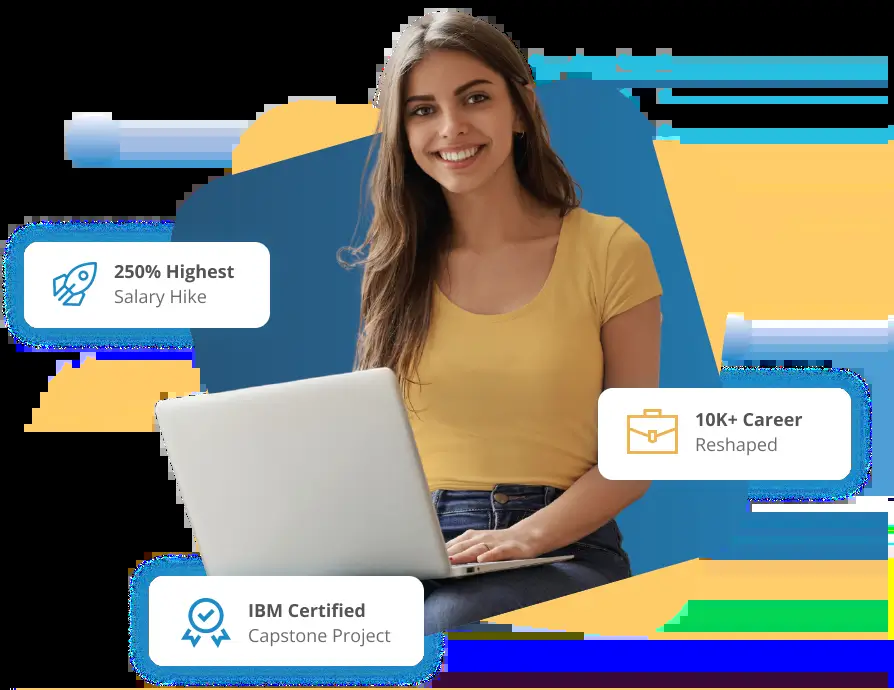 250% Highest
Salary Hike
10K+ Career
Reshaped
IBM Certified
Capstone Project